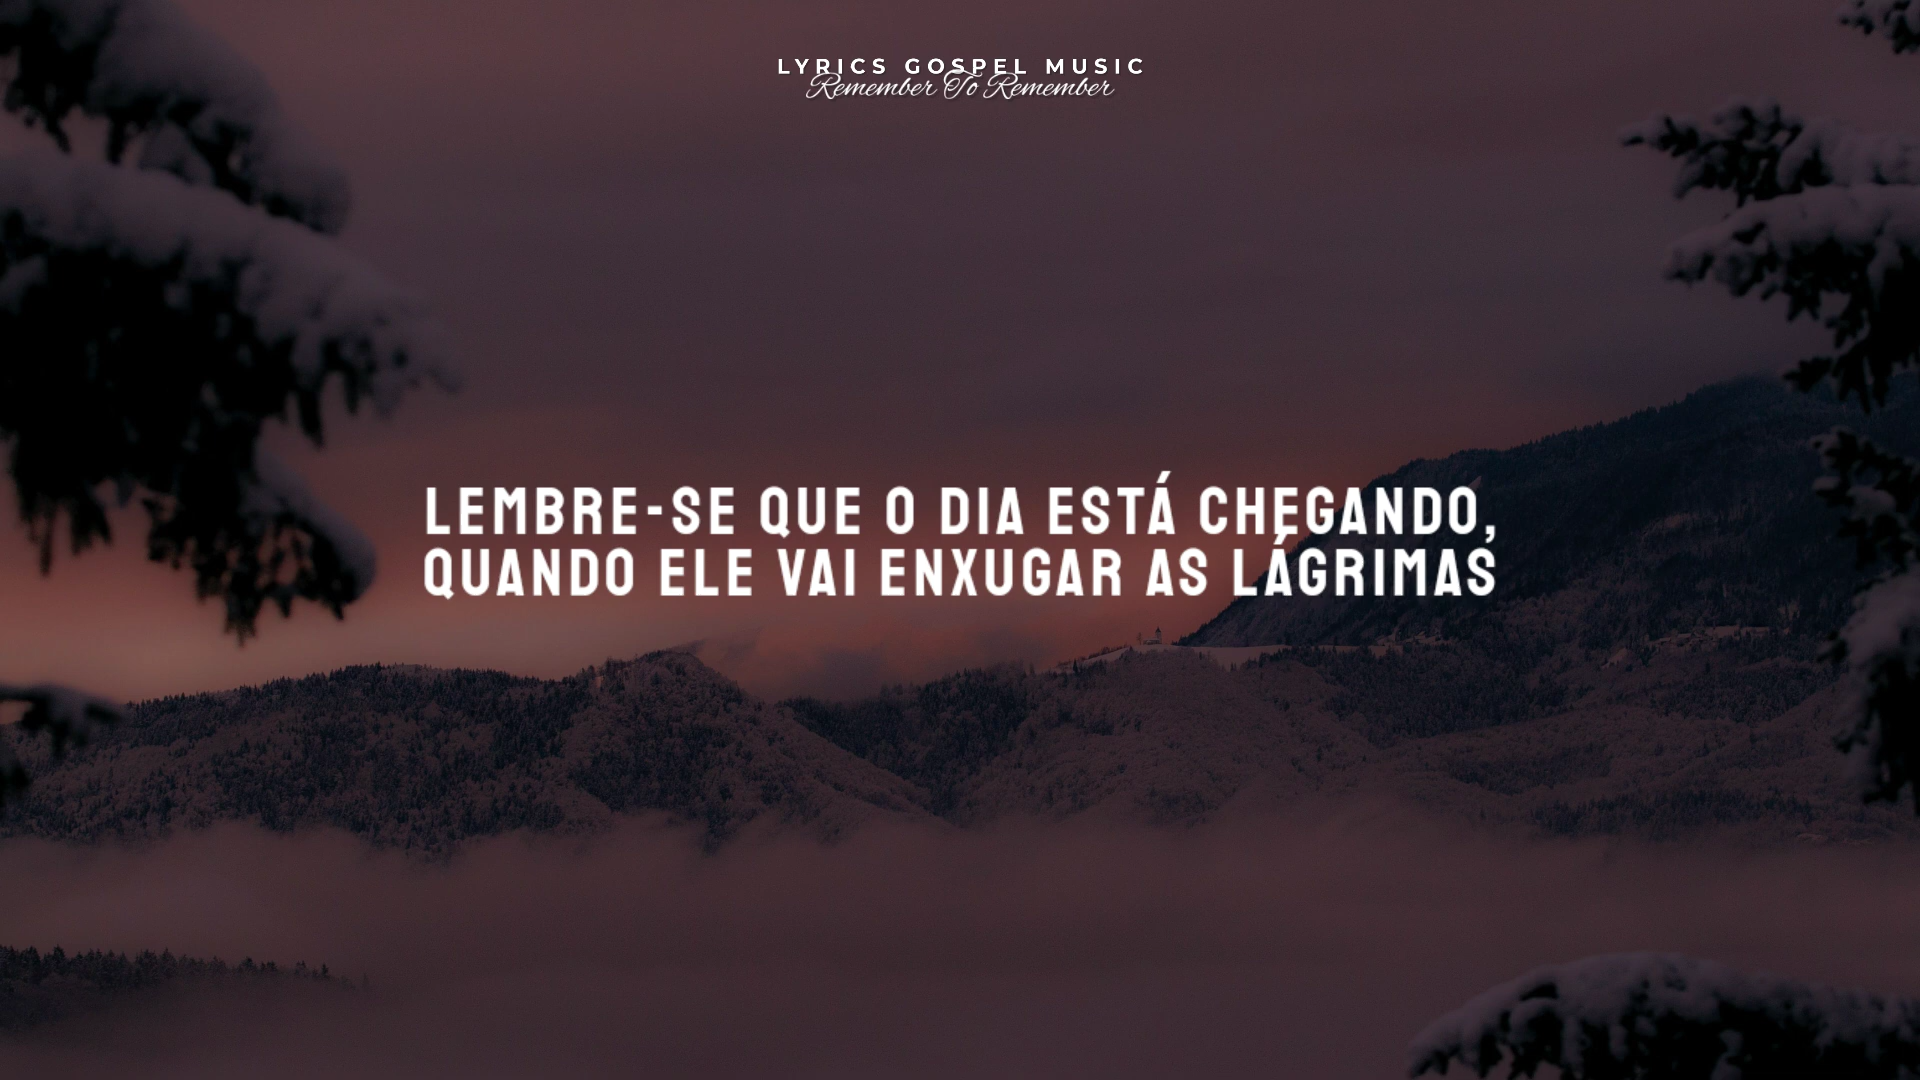 LYRICS GOSPEL MUSIC
Remember To Remember
LEMBRE-SE QUE O DIA ESTÁ CHEGANDO,
QUANDO ELE VAI ENXUGAR AS LÁGRIMAS